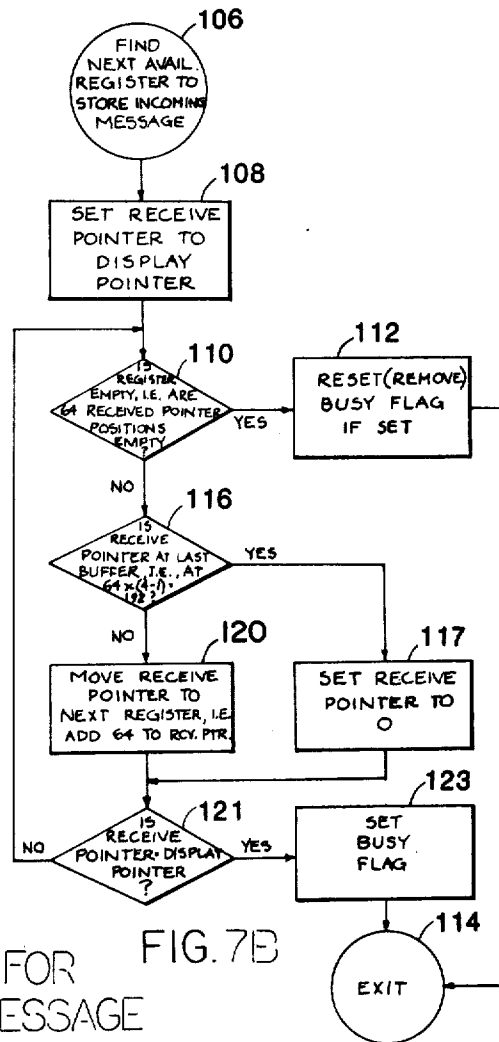 106
FIND
NEXT AVAIL.
REGISTER TO
STORE INCOMING
MESSAGE
108
SET RECEIVE
POINTER TO
DISPLAY
POINTER
110
IS
REGISTER
EMPTY, I.E. ARE
64 RECEIVED POINTER
POSITIONS
EMPTY
?
YES
NO
112
RESET (REMOVE)
BUSY FLAG
IF SET
116
IS
RECEIVE
POINTER AT LAST
BUFFER, I.E., AT
64×(4-1)=
192?
YES
NO
120
MOVE RECEIVE
POINTER TO
NEXT REGISTER, I.E.
ADD 64 TO RCV. PTR.
117
SET RECEIVE
POINTER TO
0
121
IS
RECEIVE
POINTER=DISPLAY
POINTER
?
NO
YES
123
SET
BUSY
FLAG
114
EXIT
FIG. 7B
FOR
ESSAGE